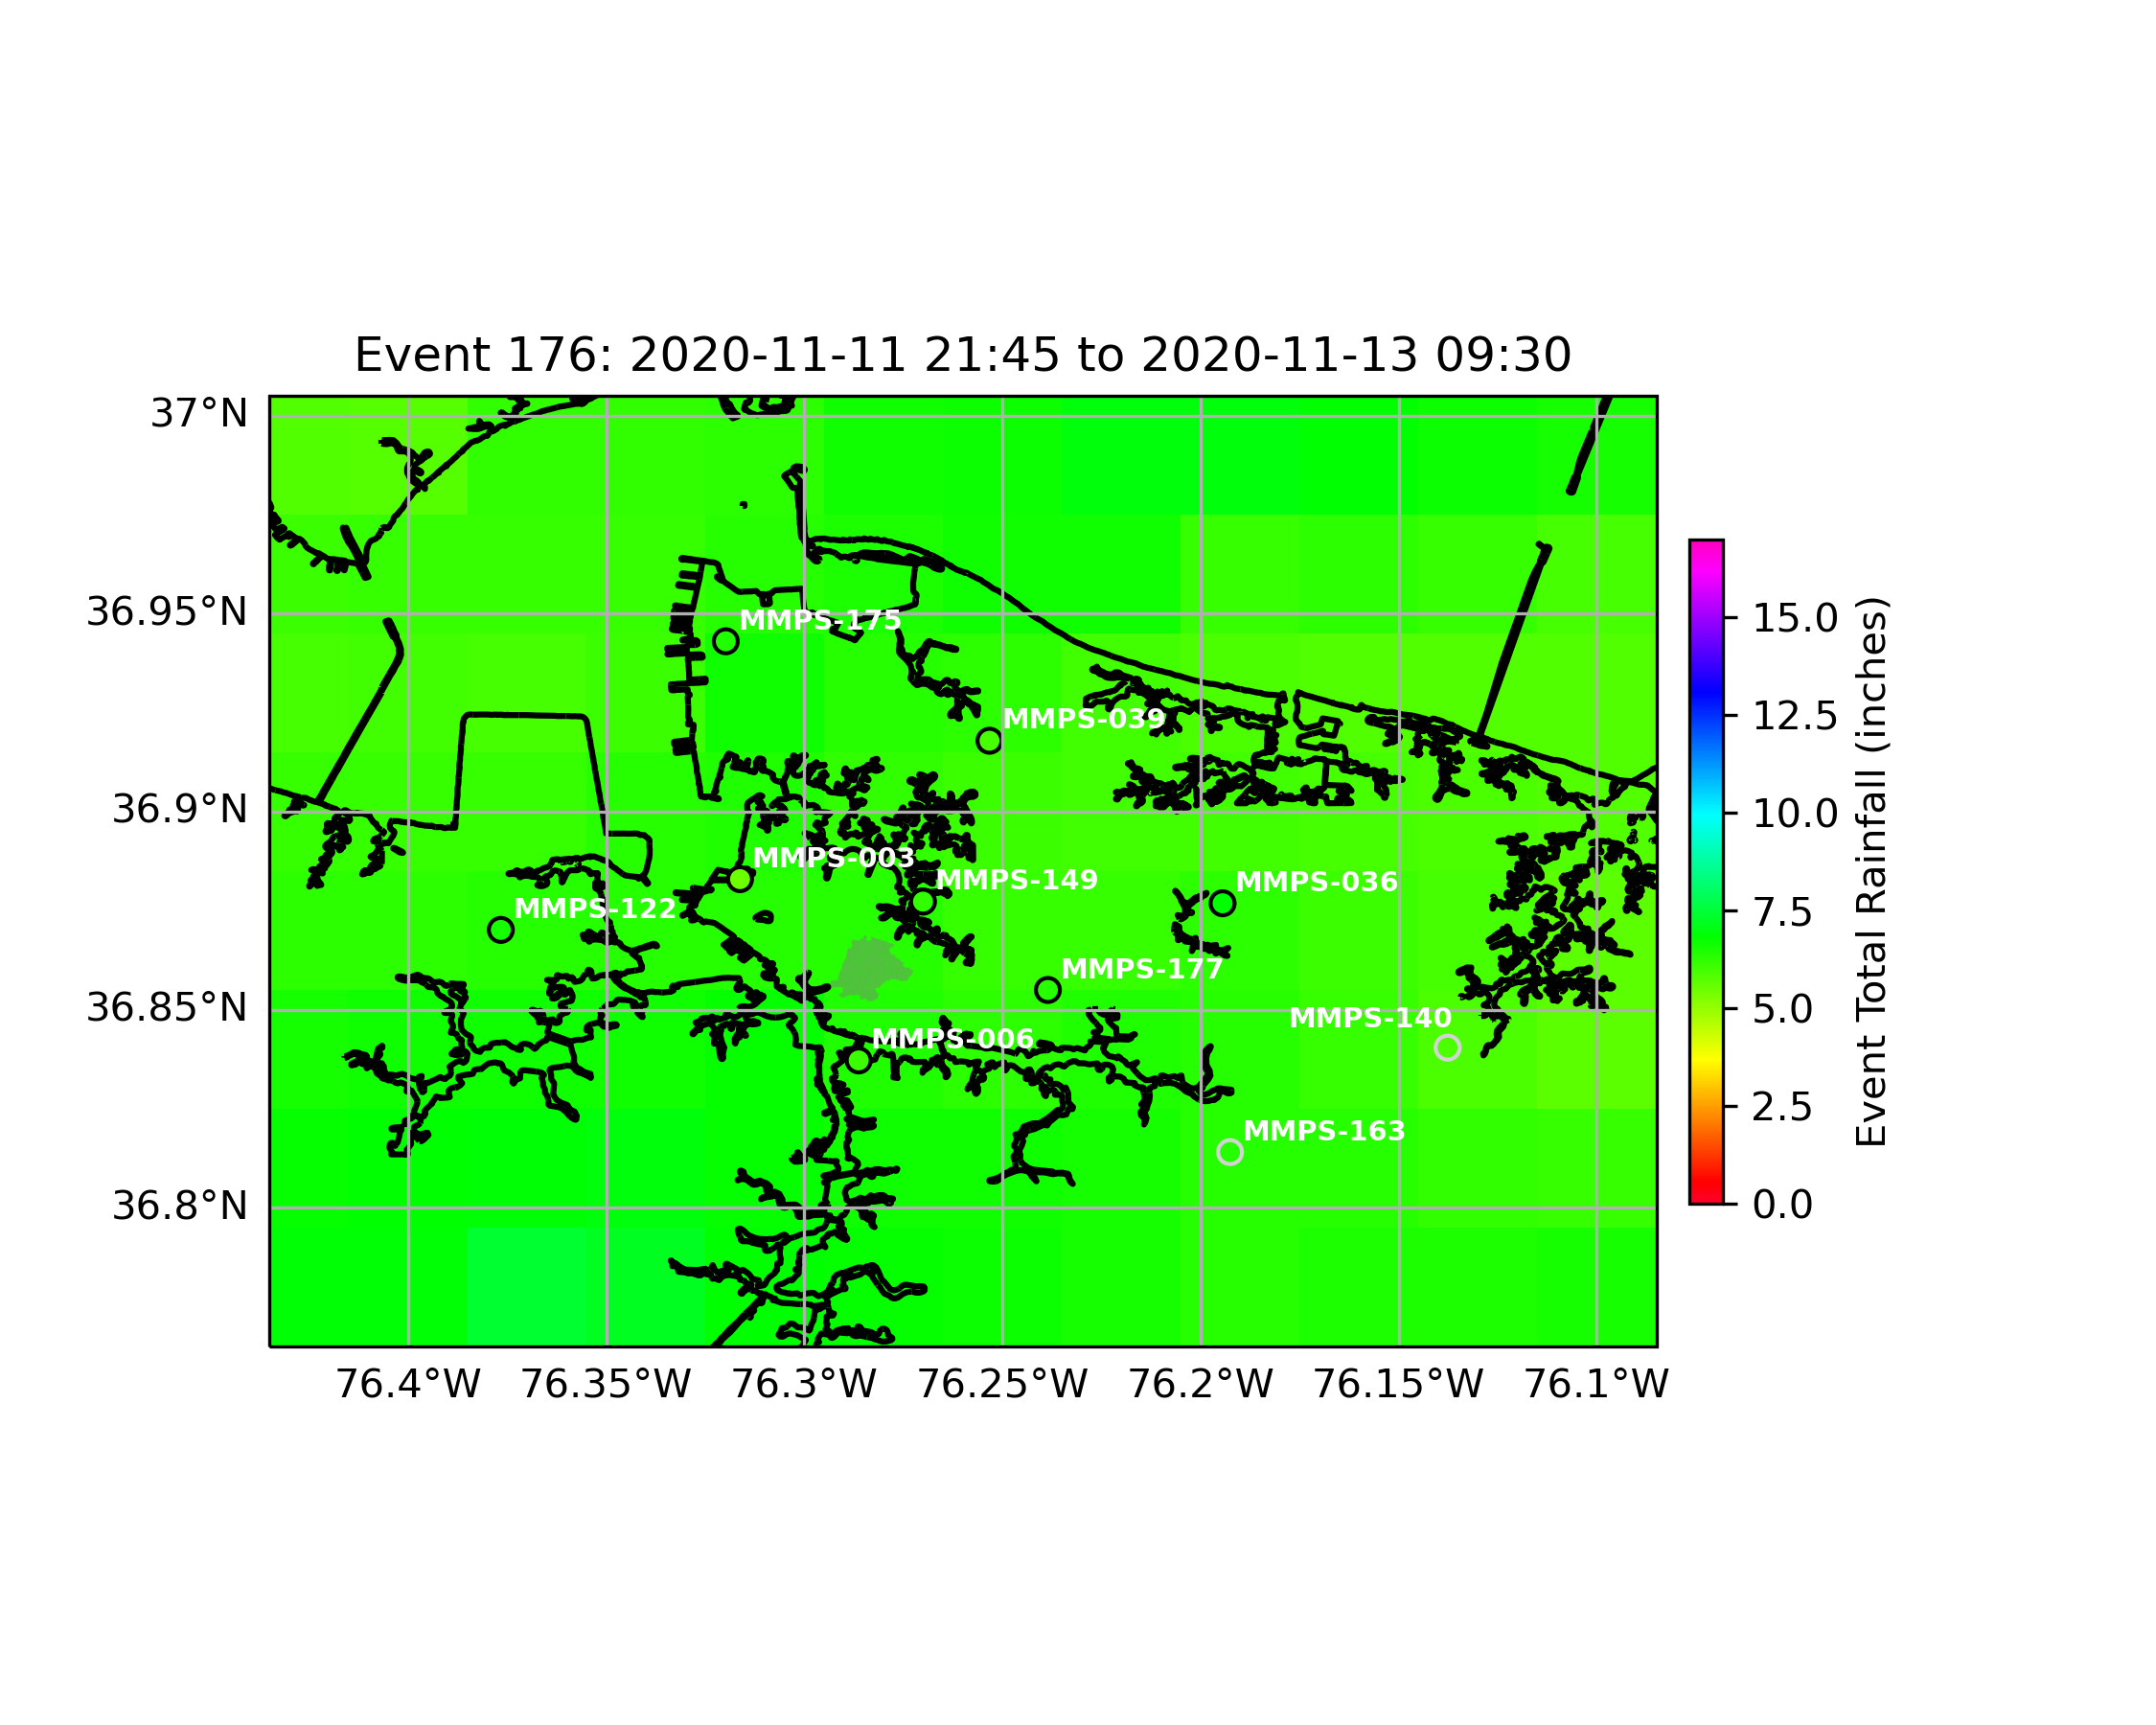 Event 176: 2020-11-11 21:45 to 2020-11-13 09:30
37°N
36.95°N
36.9°N
36.85°N
36.8°N
MMPS-175
MMPS-039
MMPS-003
MMPS-149
MMPS-036
MMPS-122
MMPS-177
MMPS-140
MMPS-006
MMPS-163
76.4°W 76.35°W 76.3°W 76.25°W 76.2°W 76.15°W 76.1°W
15.0
12.5
10.0
7.5
5.0
2.5
0.0
Event Total Rainfall (inches)